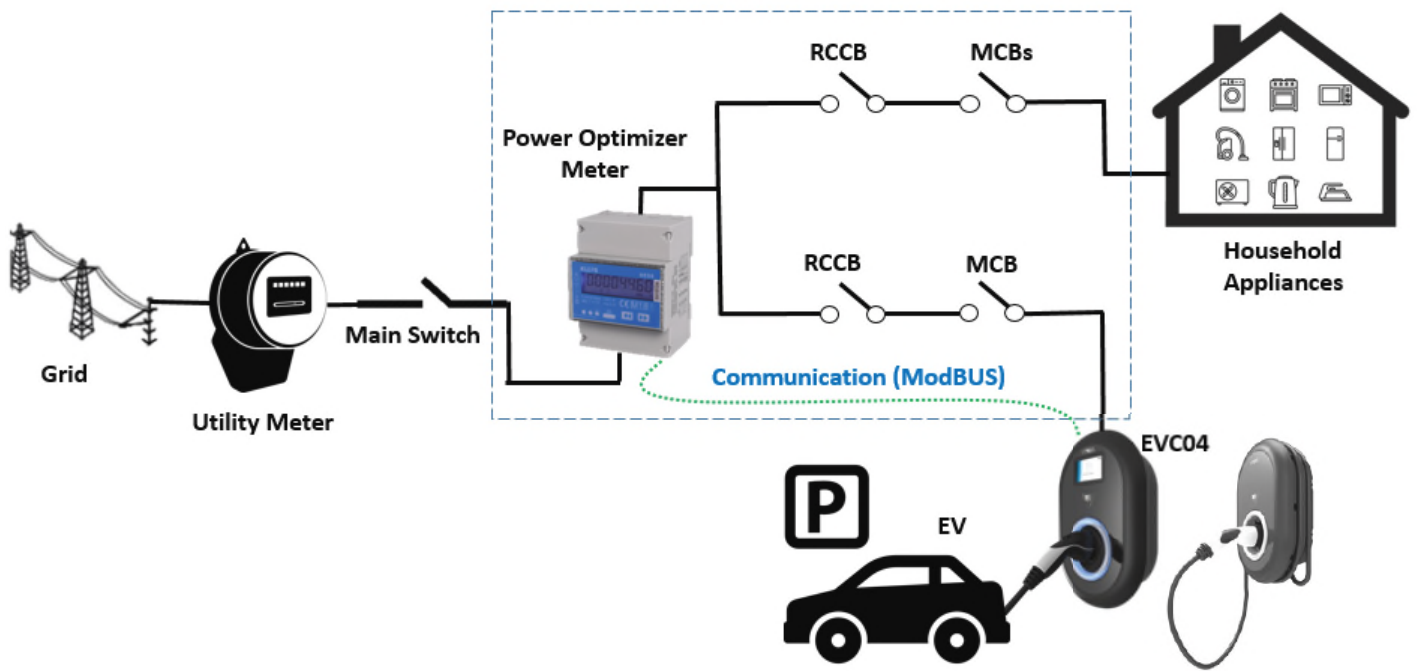 RCCB
MCBs
Power Optimizer
Meter
Household
Appliances
RCCB
MCB
Main Switch
Grid
Utility Meter
Communication (ModBUS)
EVC04
P
EV